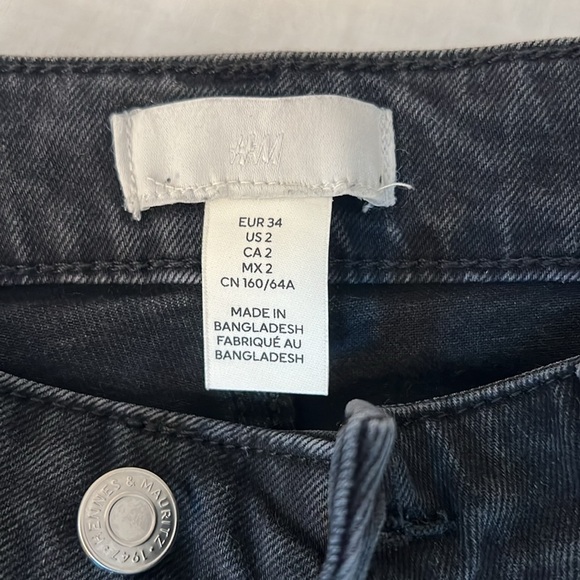 H&M
EUR 34
US 2
CA 2
MX 2
CN 160/64A
MADE IN
BANGLADESH
FABRIQUÉ AU
BANGLADESH
HENNES & MAURITZ • 1947 •